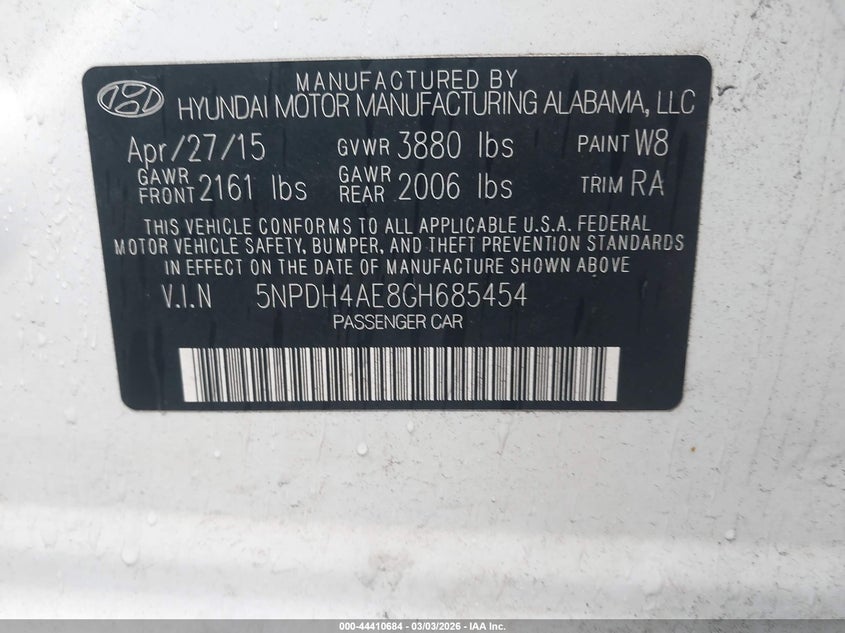 MANUFACTURED BY
HYUNDAI MOTOR MANUFACTURING ALABAMA, LLC
Apr/27/15 GVWR 3880 lbs PAINT W8
GAWR FRONT 2161 lbs GAWR REAR 2006 lbs TRIM RA
THIS VEHICLE CONFORMS TO ALL APPLICABLE U.S.A. FEDERAL
MOTOR VEHICLE SAFETY, BUMPER, AND THEFT PREVENTION STANDARDS
IN EFFECT ON THE DATE OF MANUFACTURE SHOWN ABOVE
V.I.N 5NPDH4AE8GH685454
PASSENGER CAR
000-44410684 - 03/03/2026 - IAA Inc.